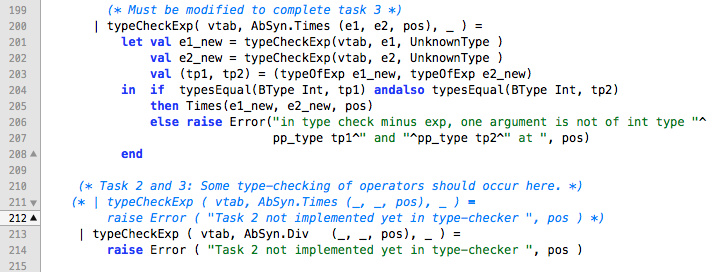 199 (* Must be modified to complete task 3 *)
200 | typeCheckExp( vtab, AbSyn.Times (e1, e2, pos), _ ) =
201 let val e1_new = typeCheckExp(vtab, e1, UnknownType )
202 val e2_new = typeCheckExp(vtab, e2, UnknownType )
203 val (tp1, tp2) = (typeOfExp e1_new, typeOfExp e2_new)
204 in if typesEqual(BType Int, tp1) andalso typesEqual(BType Int, tp2)
205 then Times(e1_new, e2_new, pos)
206 else raise Error("in type check minus exp, one argument is not of int type "^
207 pp_type tp1^" and "^pp_type tp2^" at ", pos)
208 end
209
210 (* Task 2 and 3: Some type-checking of operators should occur here. *)
211 (* | typeCheckExp ( vtab, AbSyn.Times (_, _, pos), _ ) =
212 raise Error ( "Task 2 not implemented yet in type-checker ", pos ) *)
213 | typeCheckExp ( vtab, AbSyn.Div (_, _, pos), _ ) =
214 raise Error ( "Task 2 not implemented yet in type-checker ", pos )
215